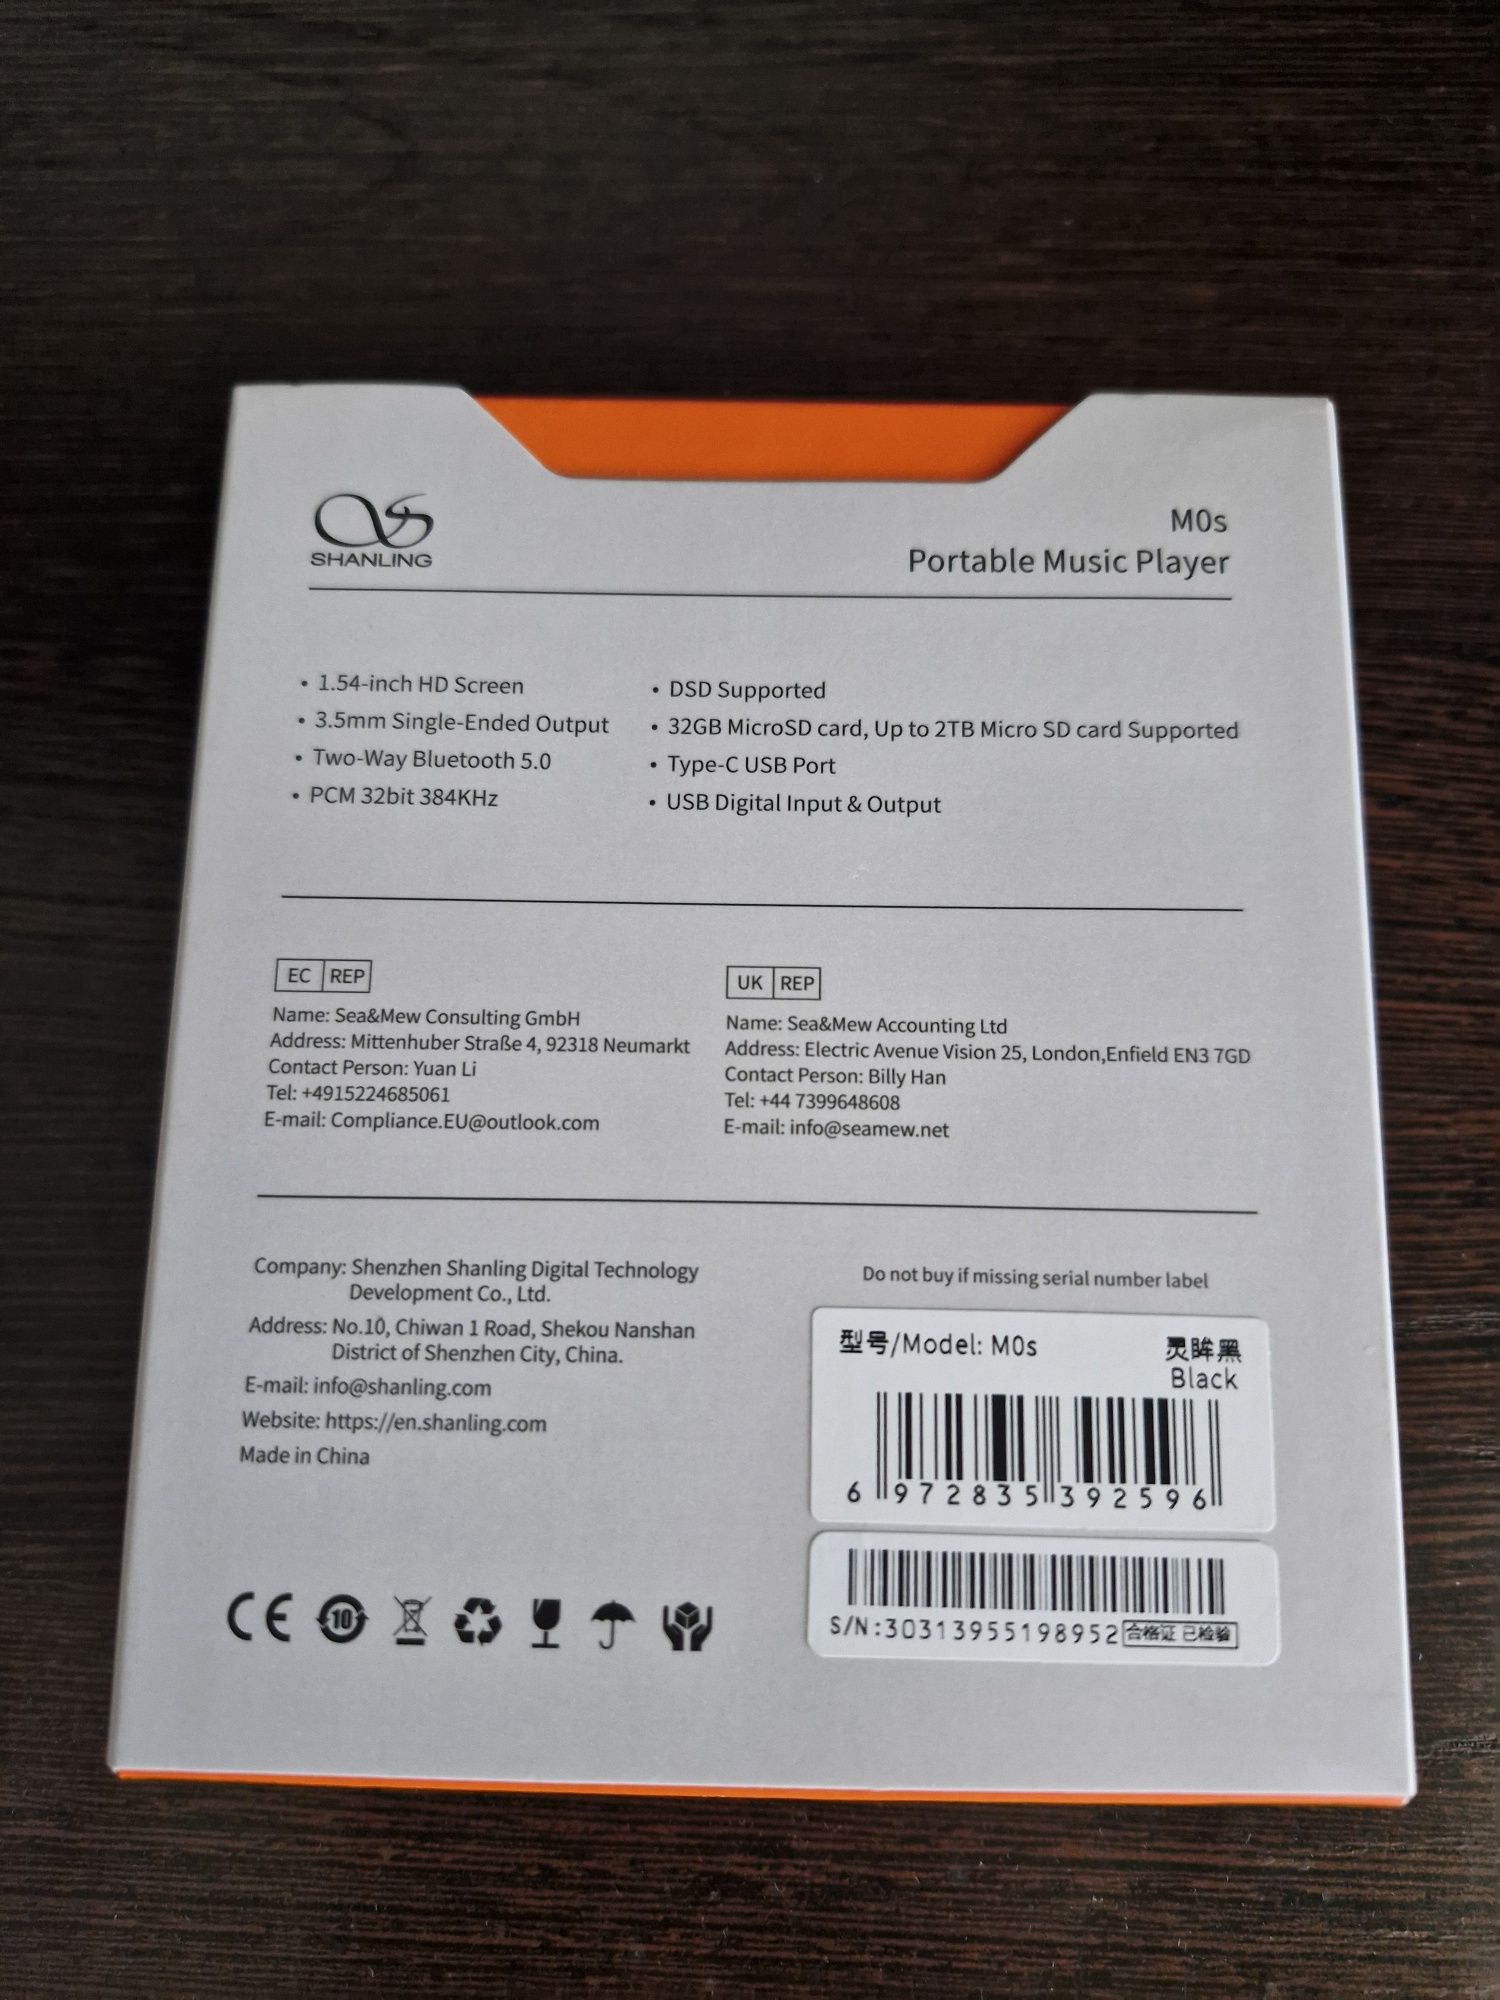 SHANLING
M0s
Portable Music Player
• 1.54-inch HD Screen
• 3.5mm Single-Ended Output
• Two-Way Bluetooth 5.0
• PCM 32bit 384KHz
• DSD Supported
• 32GB MicroSD card, Up to 2TB Micro SD card Supported
• Type-C USB Port
• USB Digital Input & Output
EC REP
Name: Sea&Mew Consulting GmbH
Address: Mittenhuber Straße 4, 92318 Neumarkt
Contact Person: Yuan Li
Tel: +4915224685061
E-mail: Compliance.EU@outlook.com
UK REP
Name: Sea&Mew Accounting Ltd
Address: Electric Avenue Vision 25, London,Enfield EN3 7GD
Contact Person: Billy Han
Tel: +44 7399648608
E-mail: info@seamew.net
Company: Shenzhen Shanling Digital Technology
Development Co., Ltd.
Address: No.10, Chiwan 1 Road, Shekou Nanshan
District of Shenzhen City, China.
E-mail: info@shanling.com
Website: https://en.shanling.com
Made in China
CE 10
Do not buy if missing serial number label
型号/Model: M0s
灵眸黑
Black
6 972835 392596
S/N:30313955198952 合格证 已检验